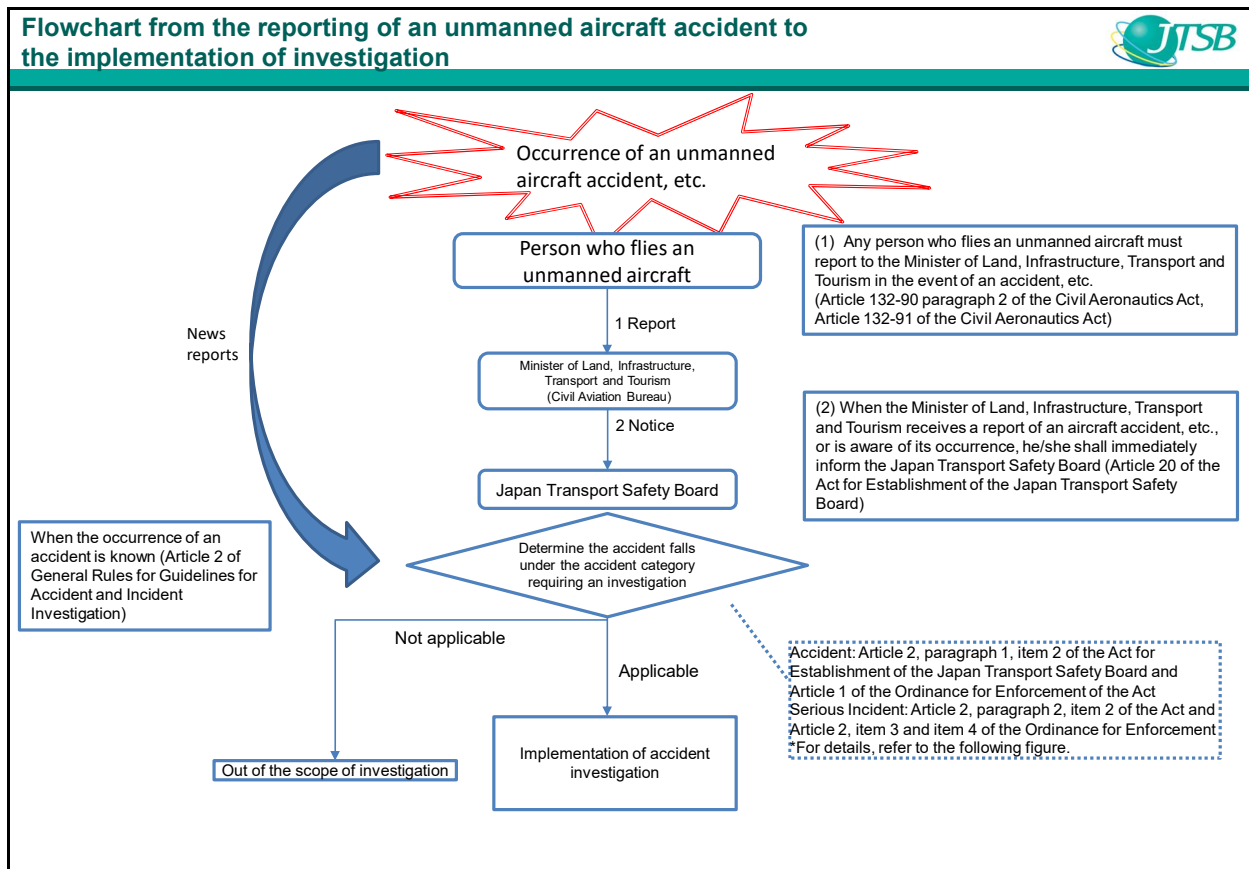 Flowchart from the reporting of an unmanned aircraft accident to
the implementation of investigation
JTSB
Occurrence of an unmanned
aircraft accident, etc.
Person who flies an
unmanned aircraft
(1) Any person who flies an unmanned aircraft must
report to the Minister of Land, Infrastructure, Transport and
Tourism in the event of an accident, etc.
(Article 132-90 paragraph 2 of the Civil Aeronautics Act,
Article 132-91 of the Civil Aeronautics Act)
1 Report
News
reports
Minister of Land, Infrastructure,
Transport and Tourism
(Civil Aviation Bureau)
2 Notice
(2) When the Minister of Land, Infrastructure, Transport
and Tourism receives a report of an aircraft accident, etc.,
or is aware of its occurrence, he/she shall immediately
inform the Japan Transport Safety Board (Article 20 of the
Act for Establishment of the Japan Transport Safety
Board)
Japan Transport Safety Board
When the occurrence of an
accident is known (Article 2 of
General Rules for Guidelines for
Accident and Incident
Investigation)
Determine the accident falls
under the accident category
requiring an investigation
Not applicable
Applicable
Accident: Article 2, paragraph 1, item 2 of the Act for
Establishment of the Japan Transport Safety Board and
Article 1 of the Ordinance for Enforcement of the Act
Serious Incident: Article 2, paragraph 2, item 2 of the Act and
Article 2, item 3 and item 4 of the Ordinance for Enforcement
*For details, refer to the following figure.
Out of the scope of investigation
Implementation of accident
investigation